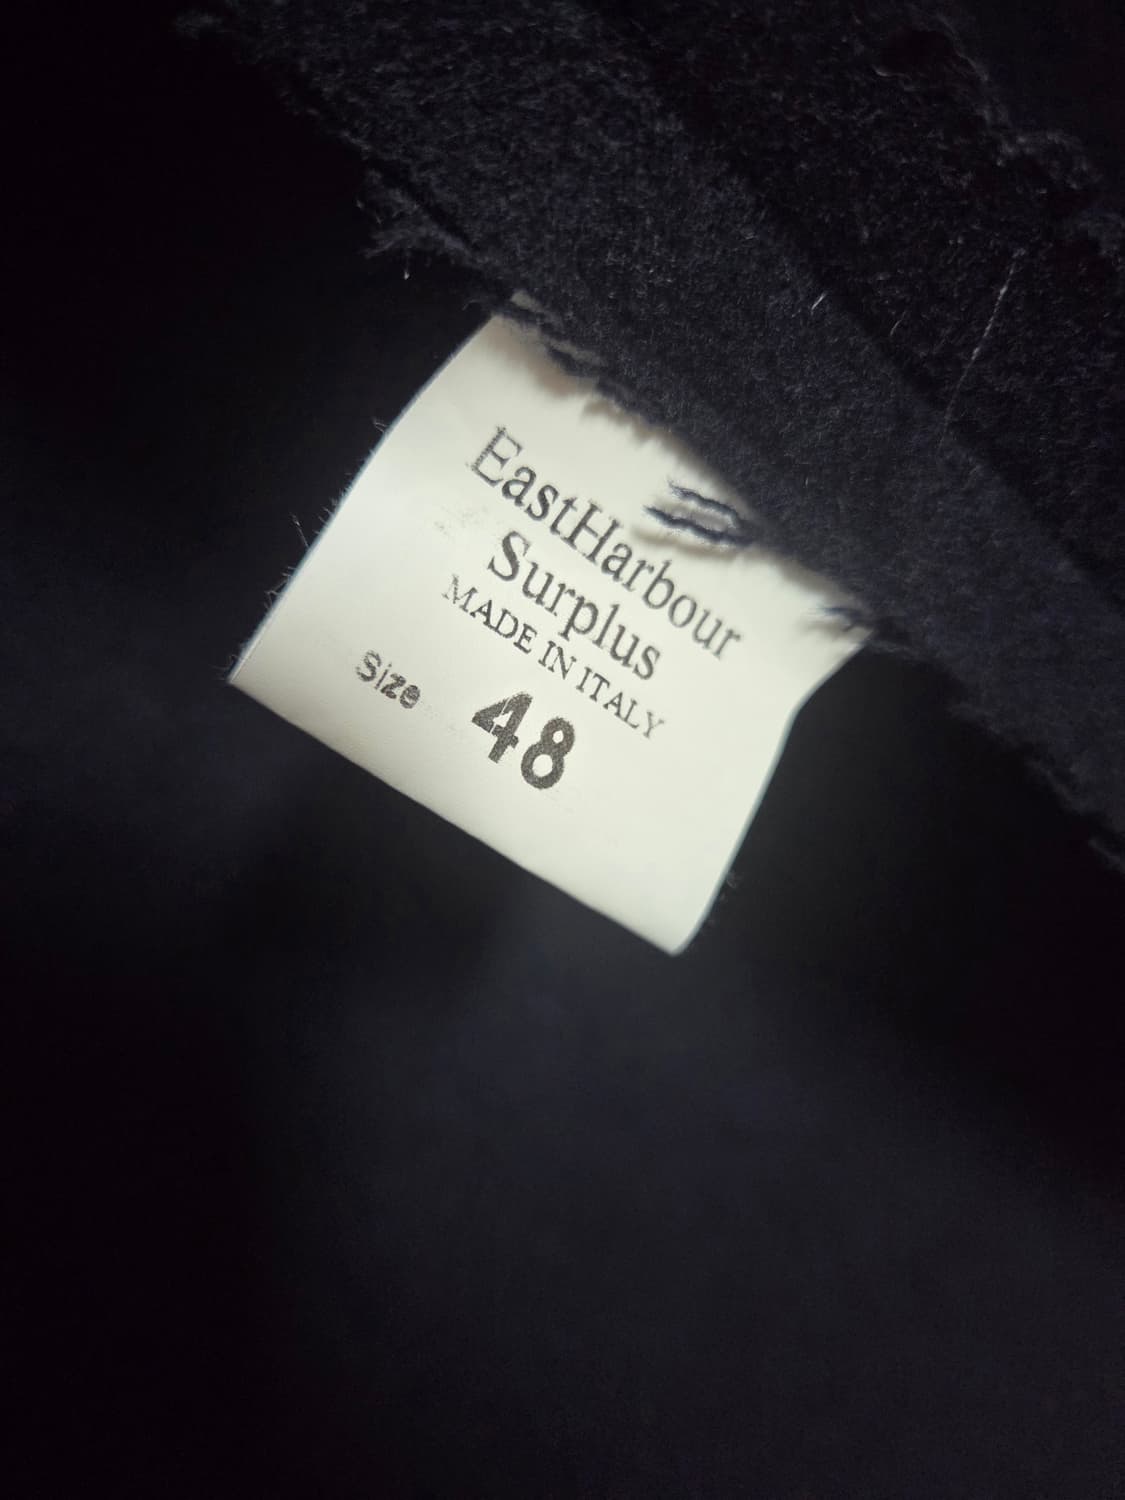 EastHarbour
Surplus
MADE IN ITALY
Size 48